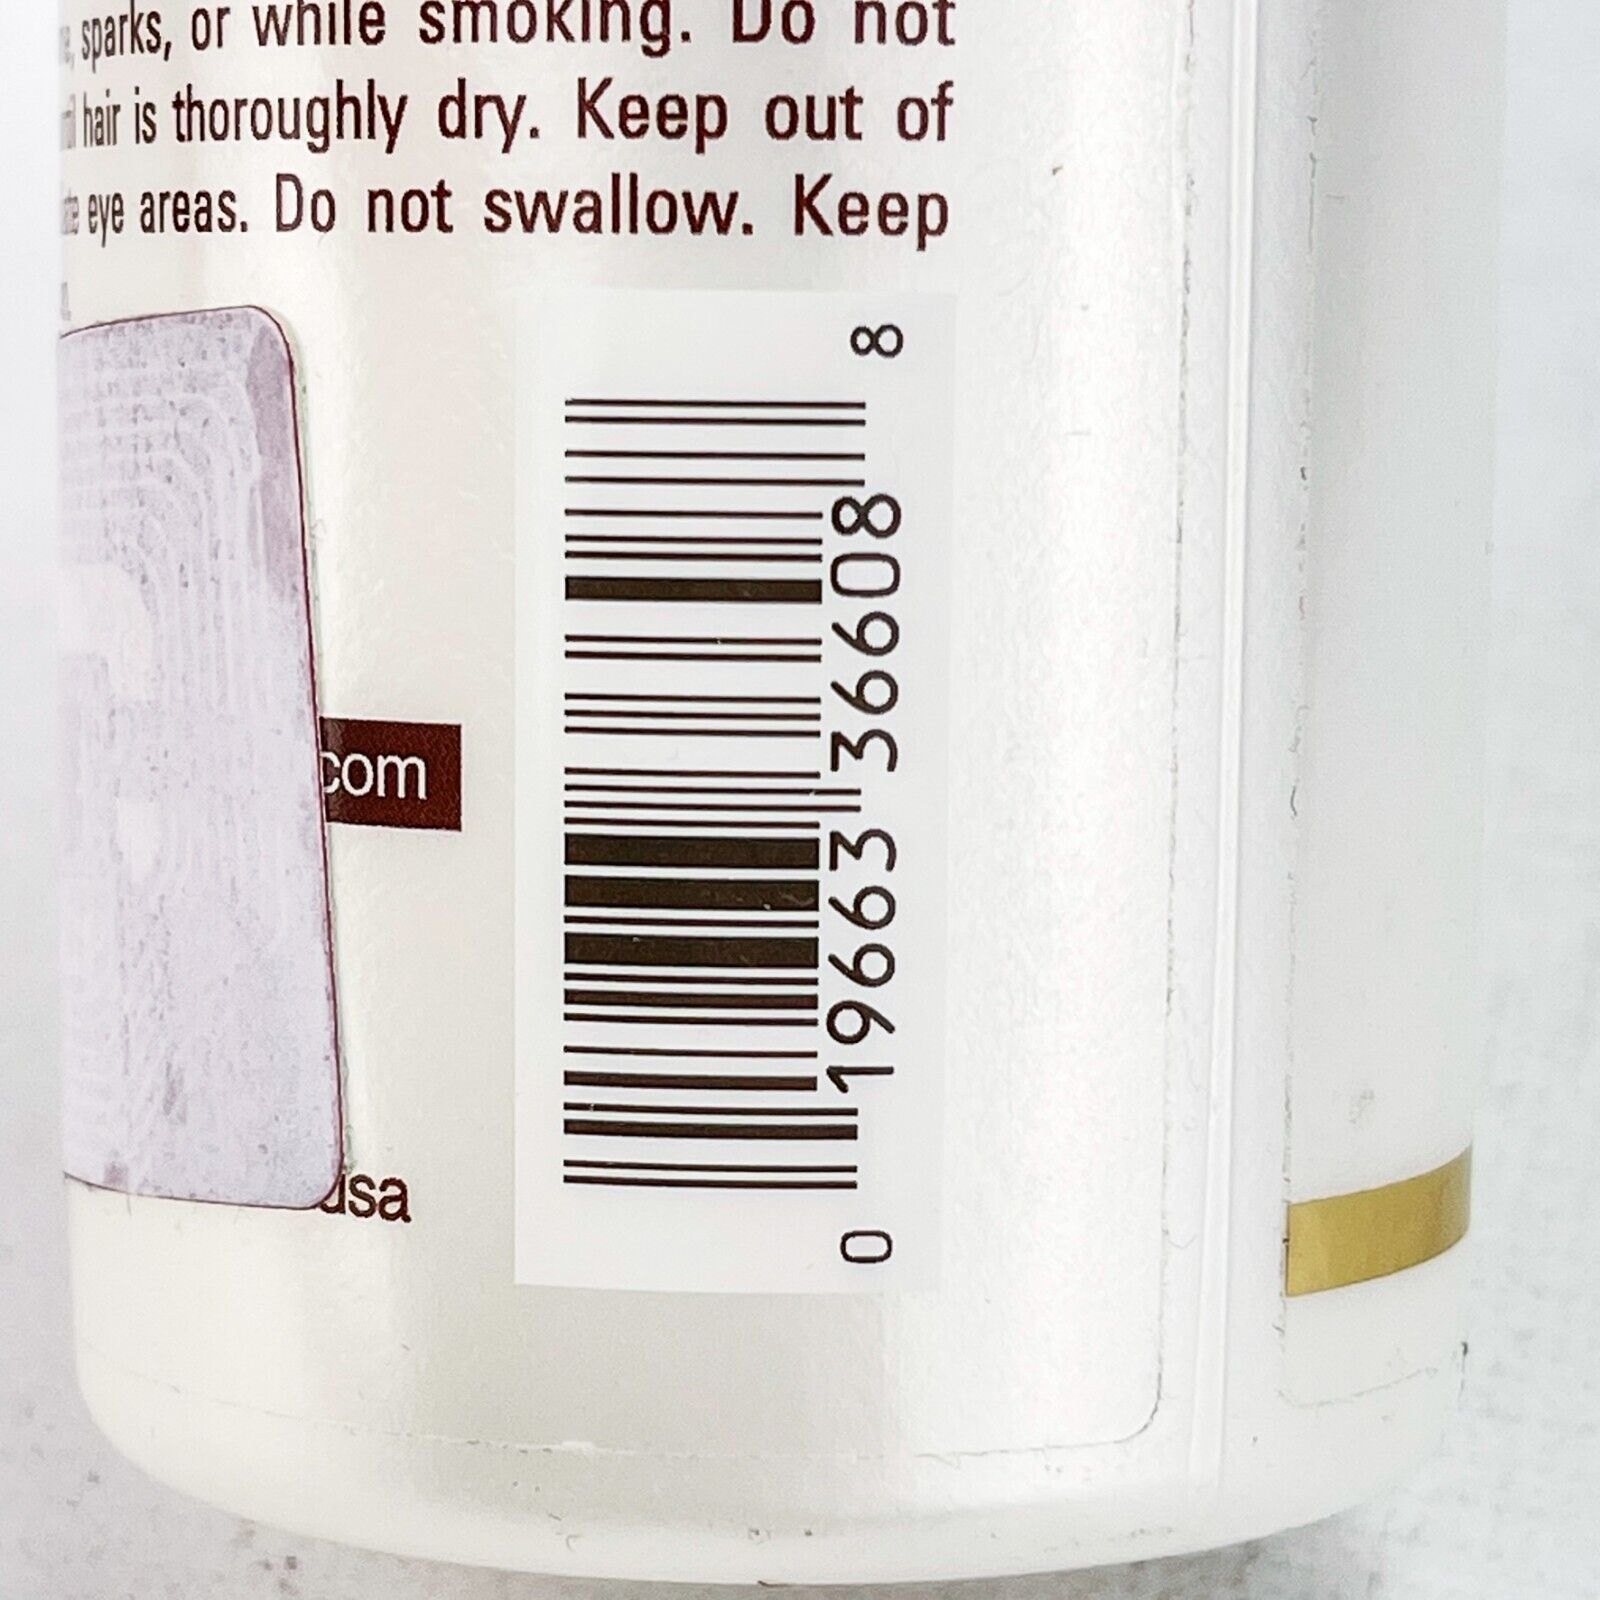 sparks, or while smoking. Do not
hair is thoroughly dry. Keep out of
eye areas. Do not swallow. Keep
com
usa
0 19663 36608 8